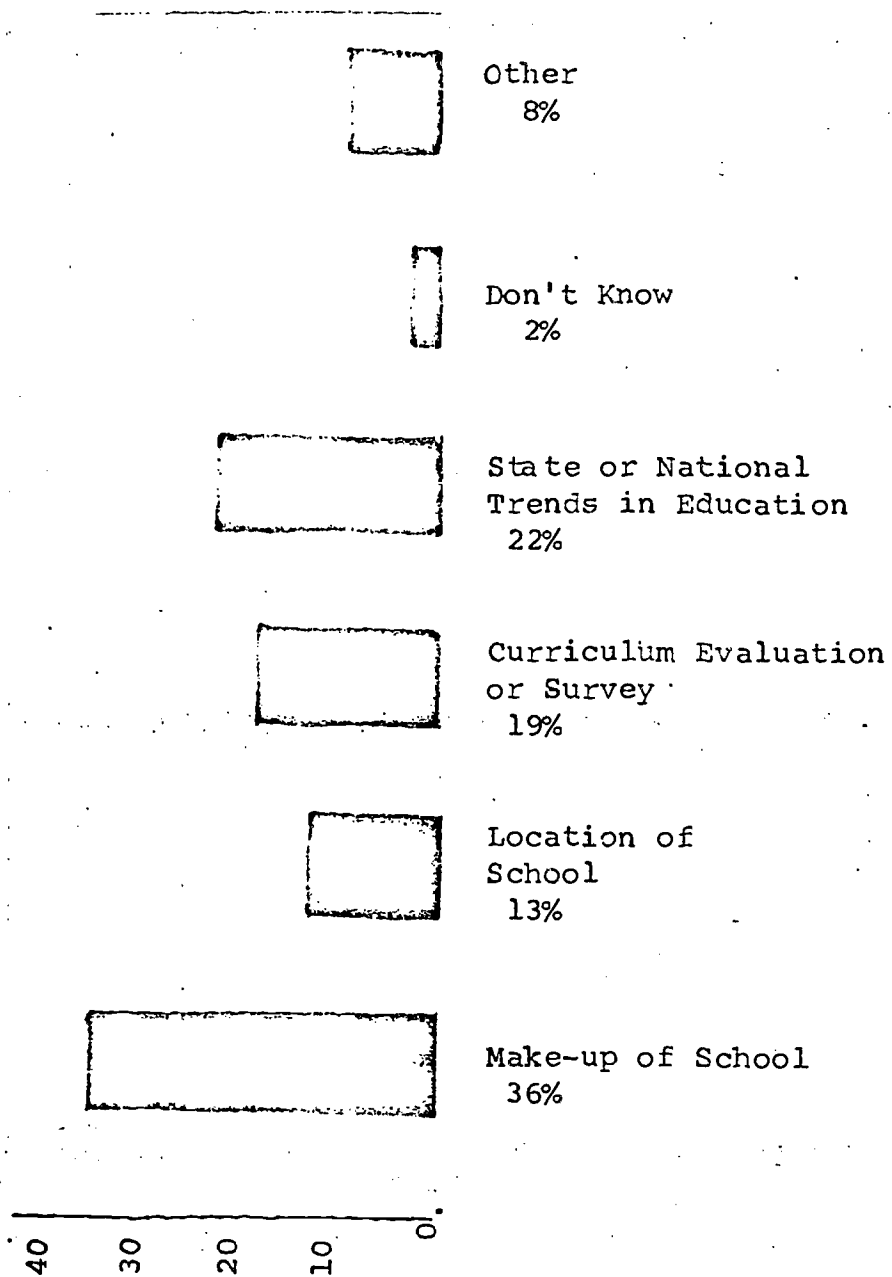 Other
8%
Don't Know
2%
State or National
Trends in Education
22%
Curriculum Evaluation
or Survey
19%
Location of
School
13%
Make-up of School
36%
40
30
20
10
0